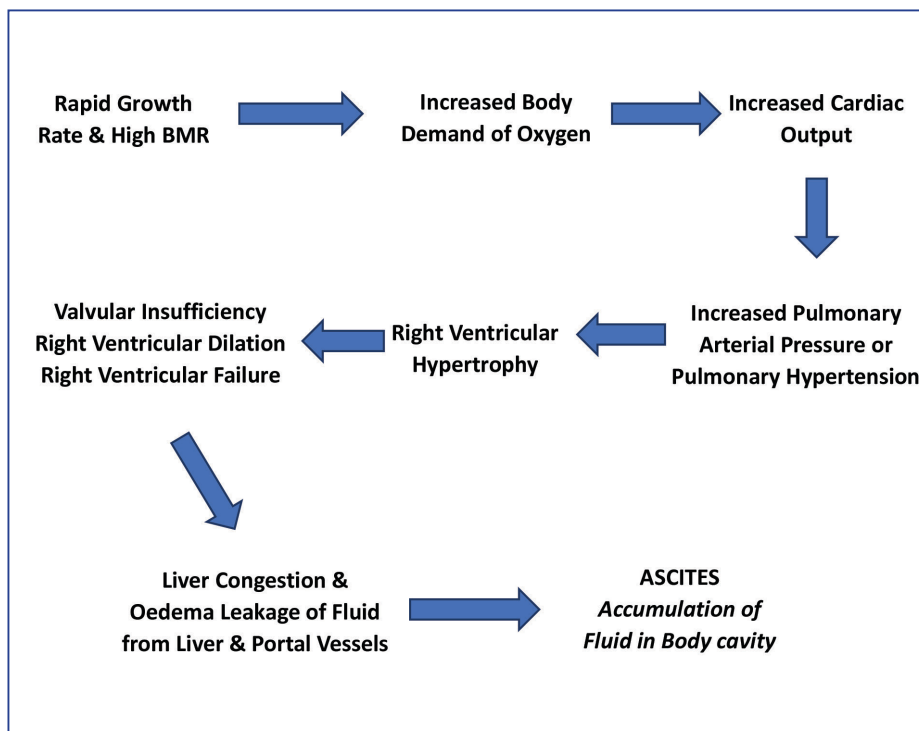 Rapid Growth
Rate & High BMR
Increased Body
Demand of Oxygen
Increased Cardiac
Output
Increased Pulmonary
Arterial Pressure or
Pulmonary Hypertension
Right Ventricular
Hypertrophy
Valvular Insufficiency
Right Ventricular Dilation
Right Ventricular Failure
Liver Congestion &
Oedema Leakage of Fluid
from Liver & Portal Vessels
ASCITES
Accumulation of
Fluid in Body cavity